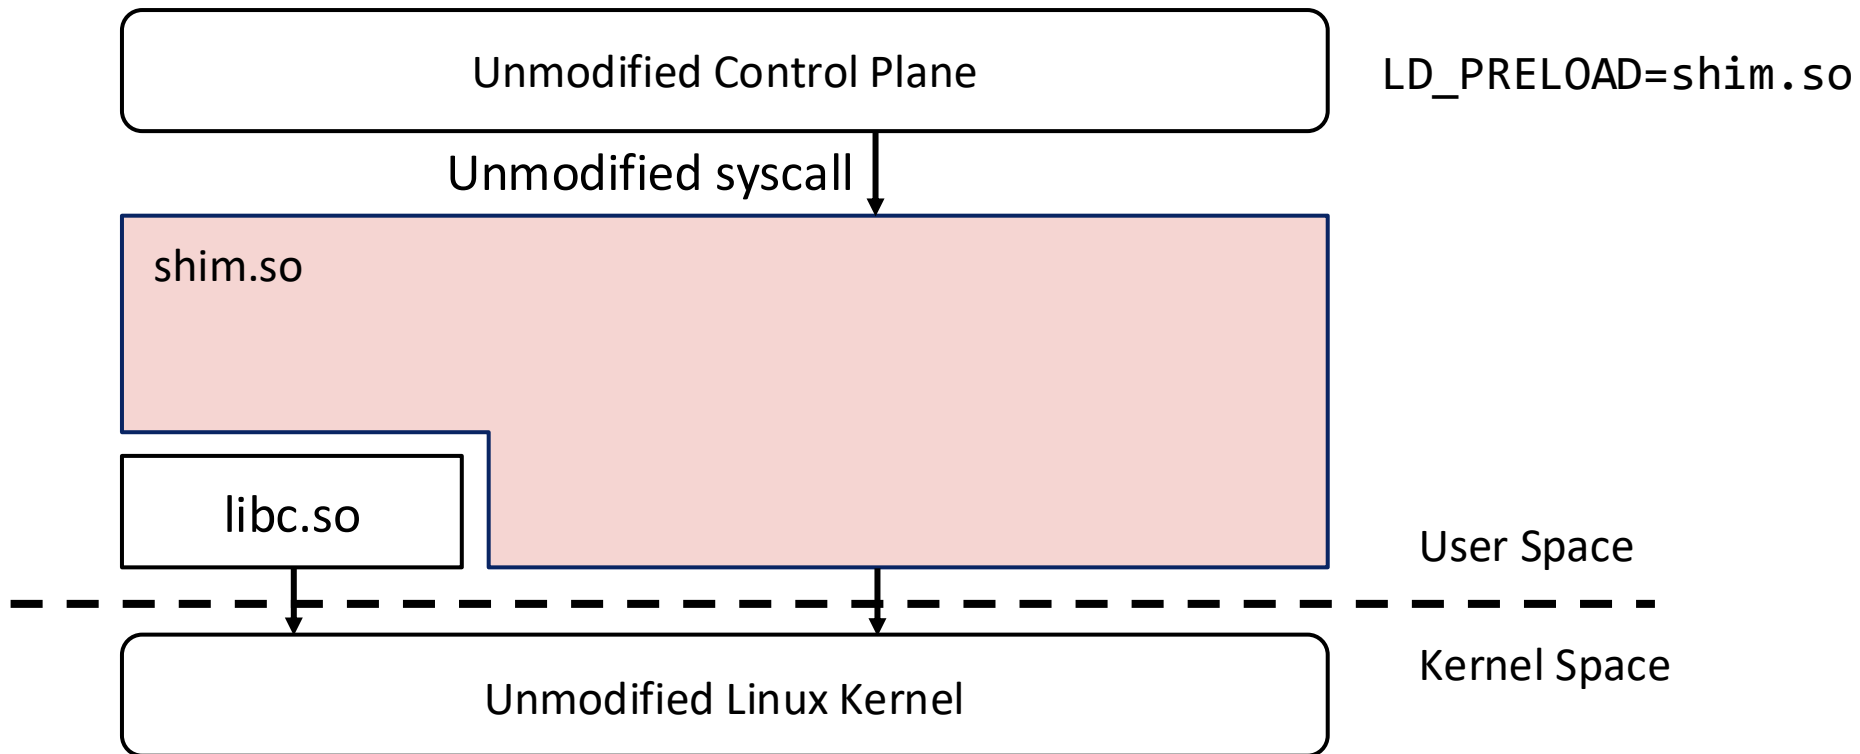 Unmodified Control Plane
LD_PRELOAD=shim.so
Unmodified syscall
shim.so
libc.so
User Space
Kernel Space
Unmodified Linux Kernel